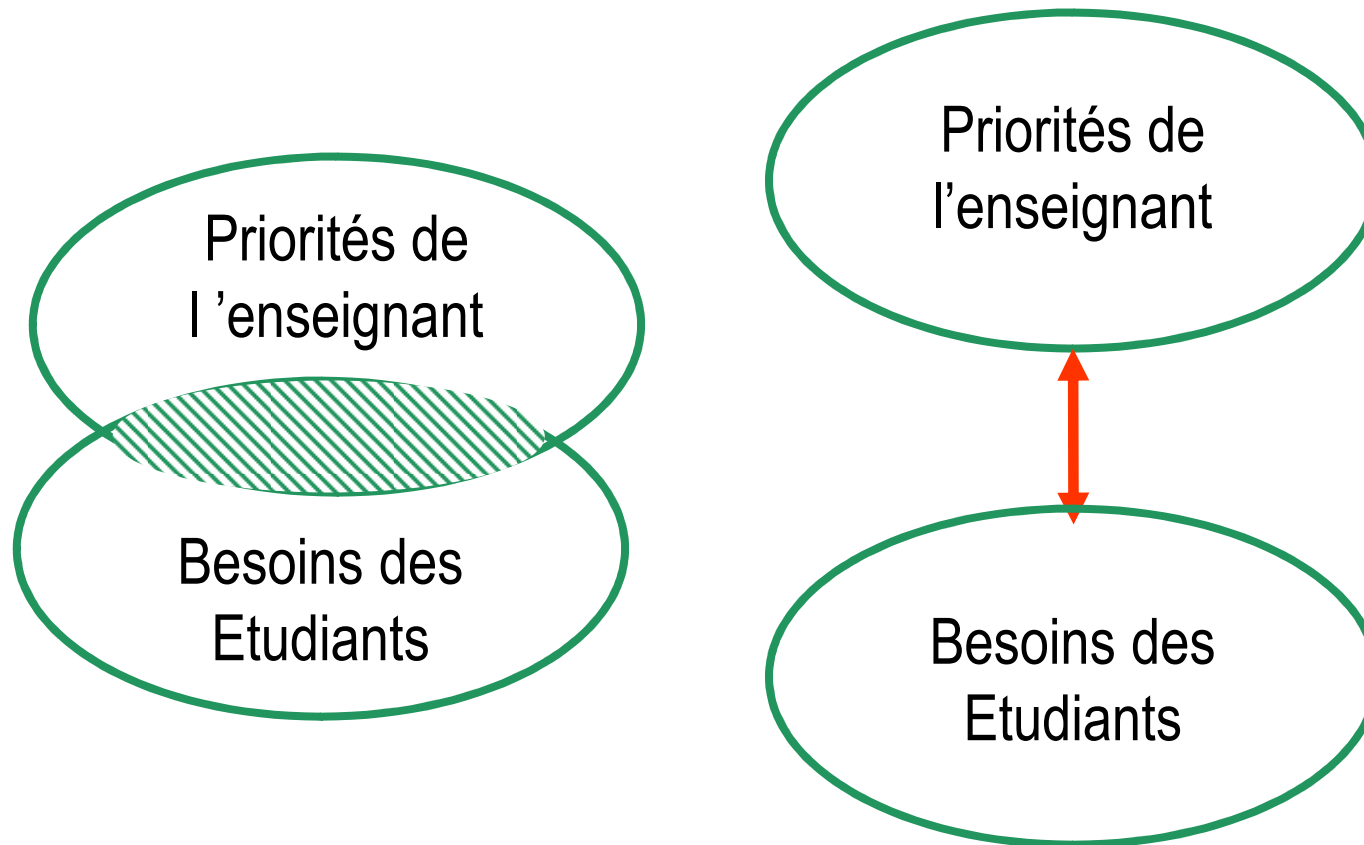 Priorités de
l ’enseignant
Besoins des
Etudiants
Priorités de
l’enseignant
Besoins des
Etudiants